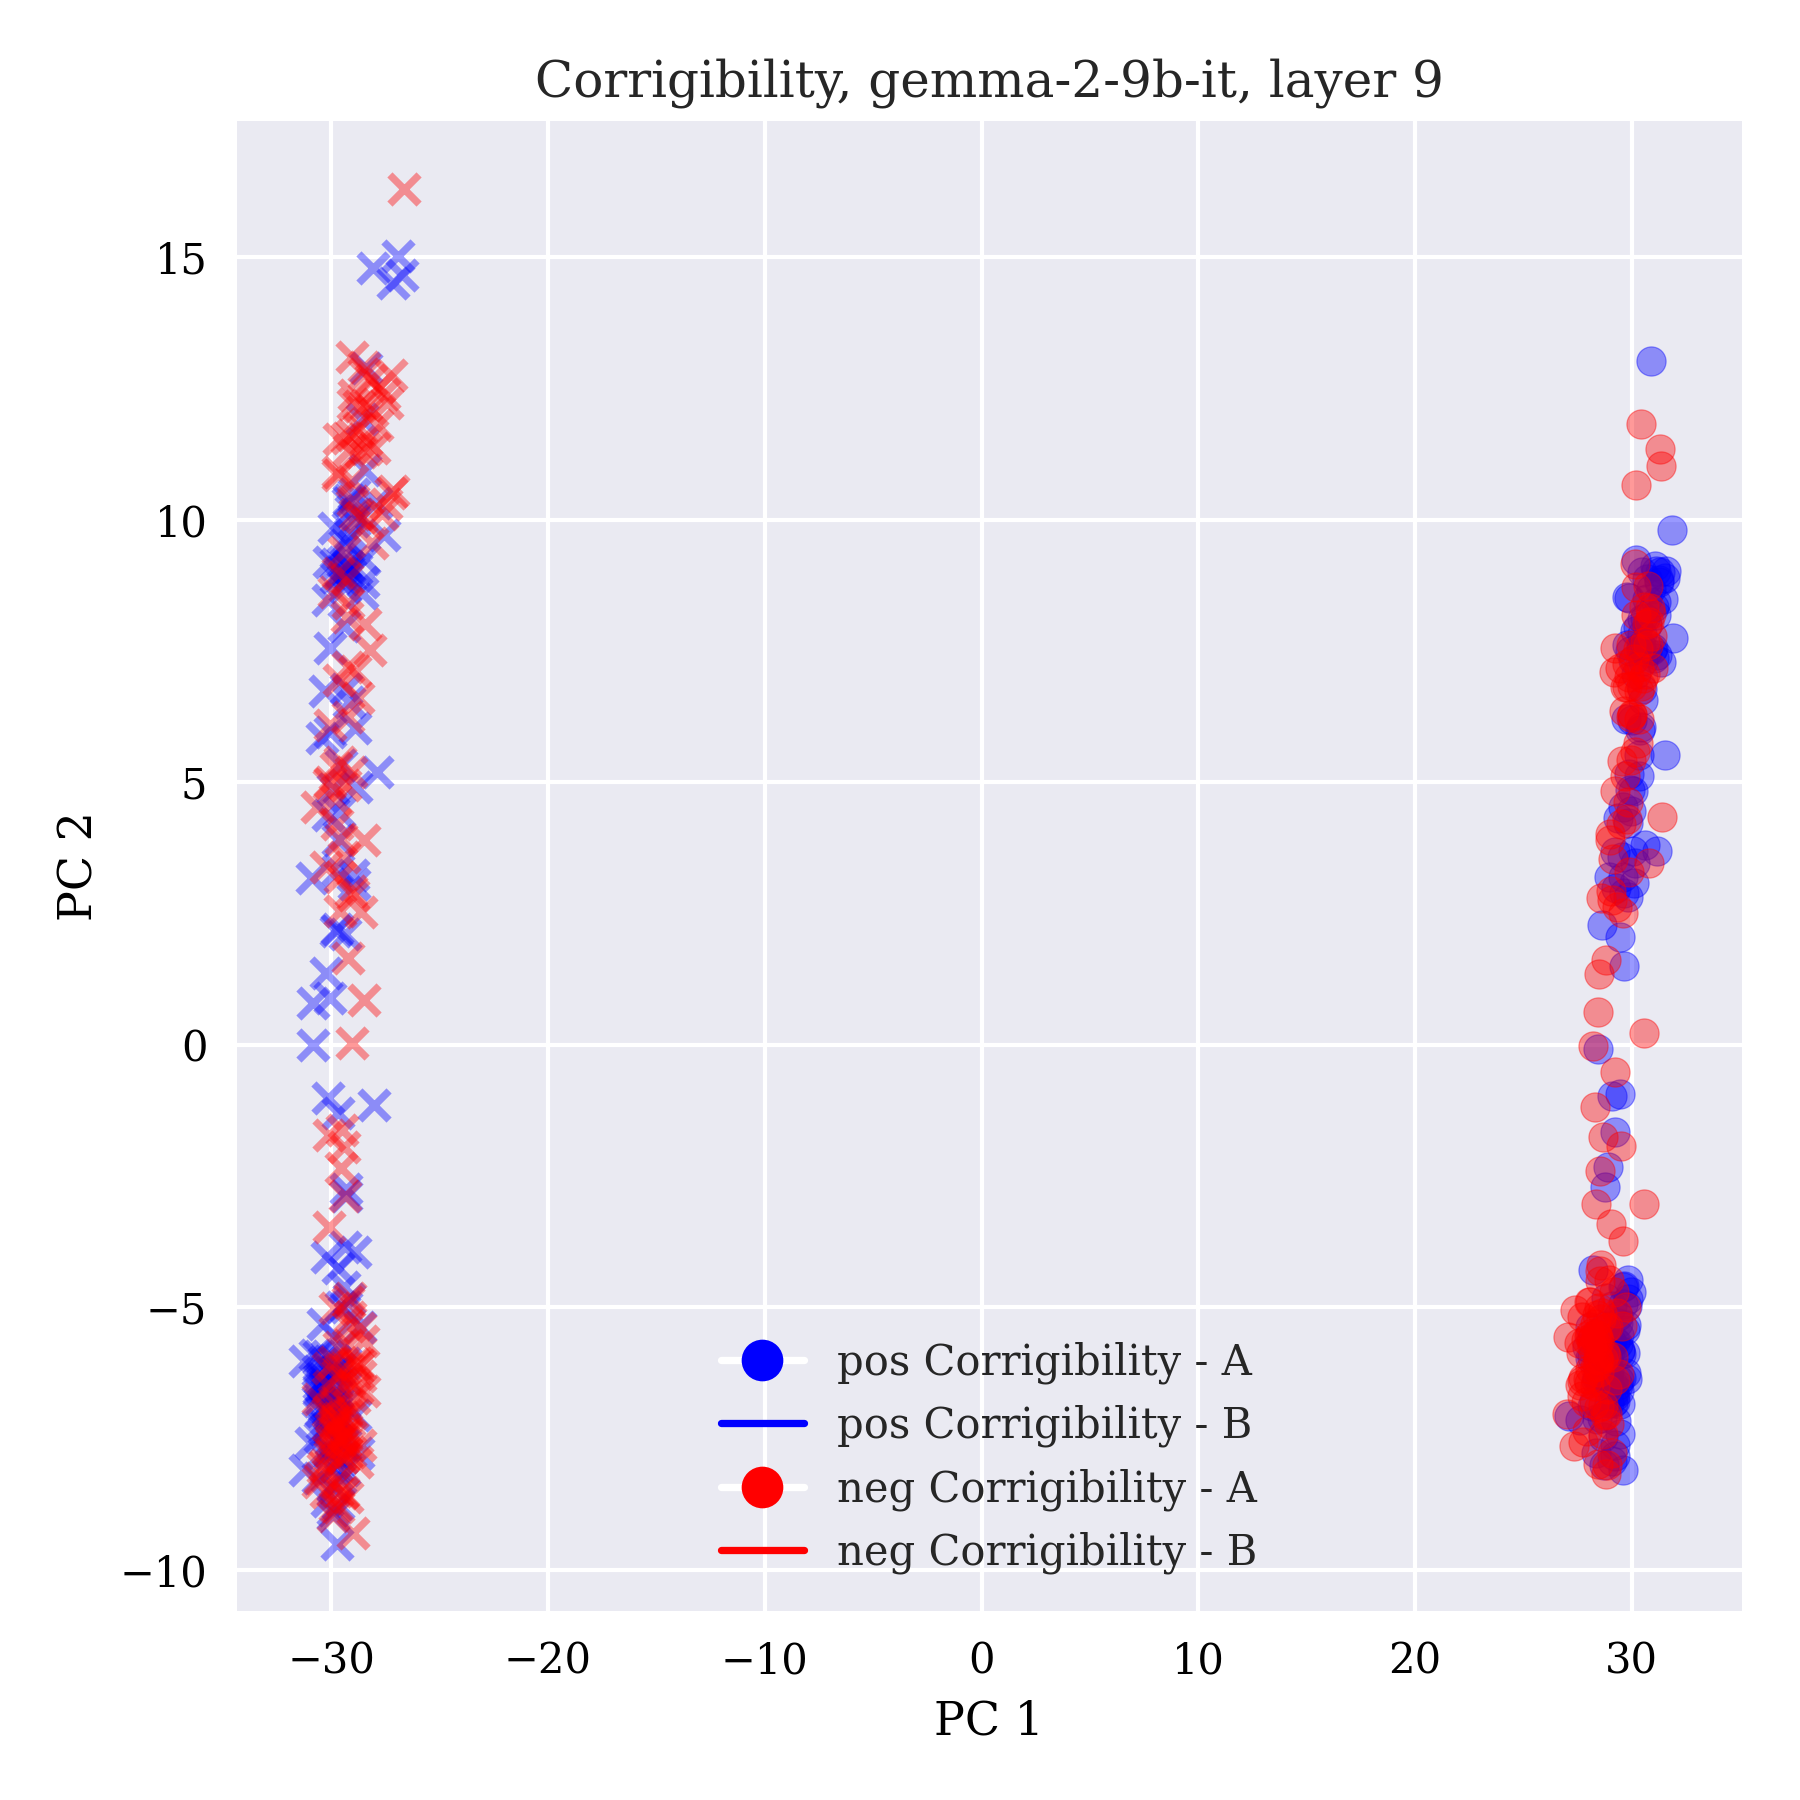 Corrigibility, gemma-2-9b-it, layer 9
15
10
5
0
−5
−10
PC 2
pos Corrigibility - A
pos Corrigibility - B
neg Corrigibility - A
neg Corrigibility - B
−30 −20 −10 0 10 20 30
PC 1